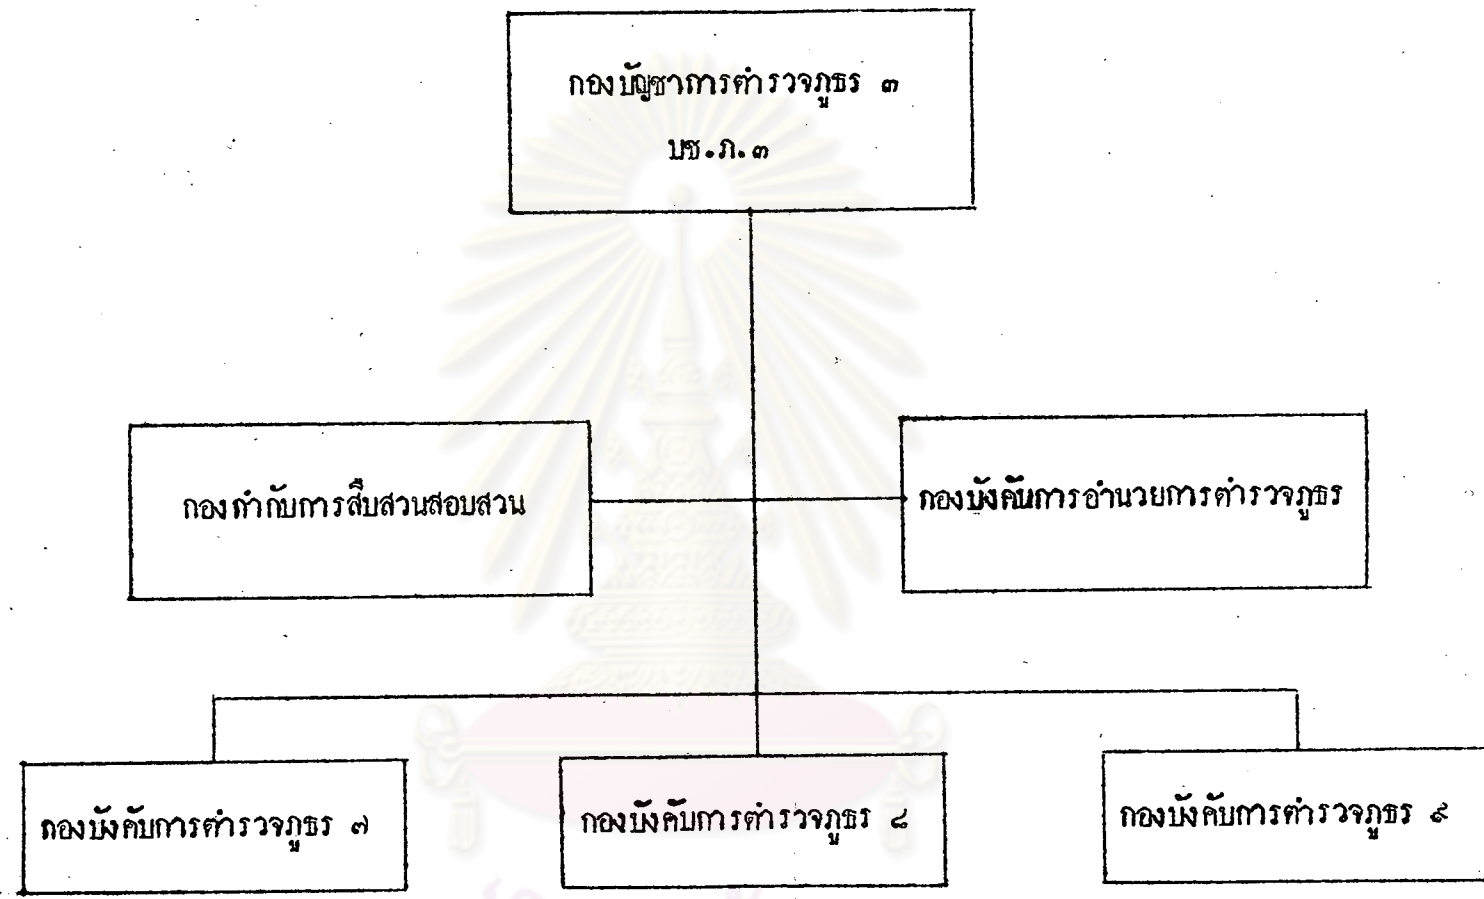 กองบัญชาการตำรวจภูธร ๓
บช.ภ.๓
กองกำกับการสืบสวนสอบสวน
กองบังคับการอำนวยการตำรวจภูธร
กองบังคับการตำรวจภูธร ๗
กองบังคับการตำรวจภูธร ๘
กองบังคับการตำรวจภูธร ๙